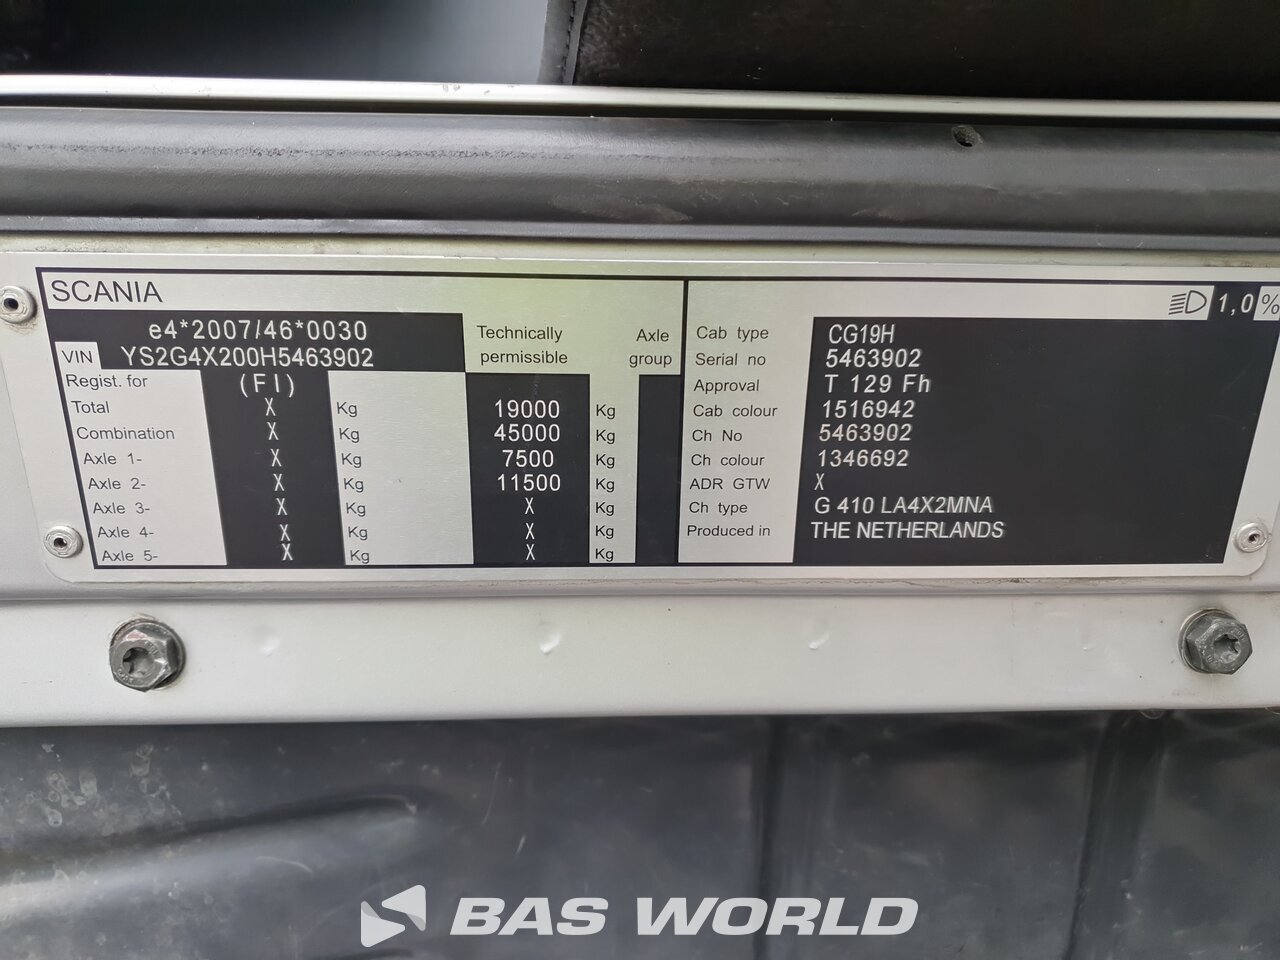 SCANIA
e4*2007/46*0030
VIN YS2G4X200H5463902
Technically permissible
Axle group
Regist. for (FI)
Total X Kg 19000 Kg
Combination X Kg 45000 Kg
Axle 1- X Kg 7500 Kg
Axle 2- X Kg 11500 Kg
Axle 3- X Kg X Kg
Axle 4- X Kg X Kg
Axle 5- X Kg X Kg
1,0 %
Cab type CG19H
Serial no 5463902
Approval T 129 Fh
Cab colour 1516942
Ch No 5463902
Ch colour 1346692
ADR GTW X
Ch type G 410 LA4X2MNA
Produced in THE NETHERLANDS
BAS WORLD